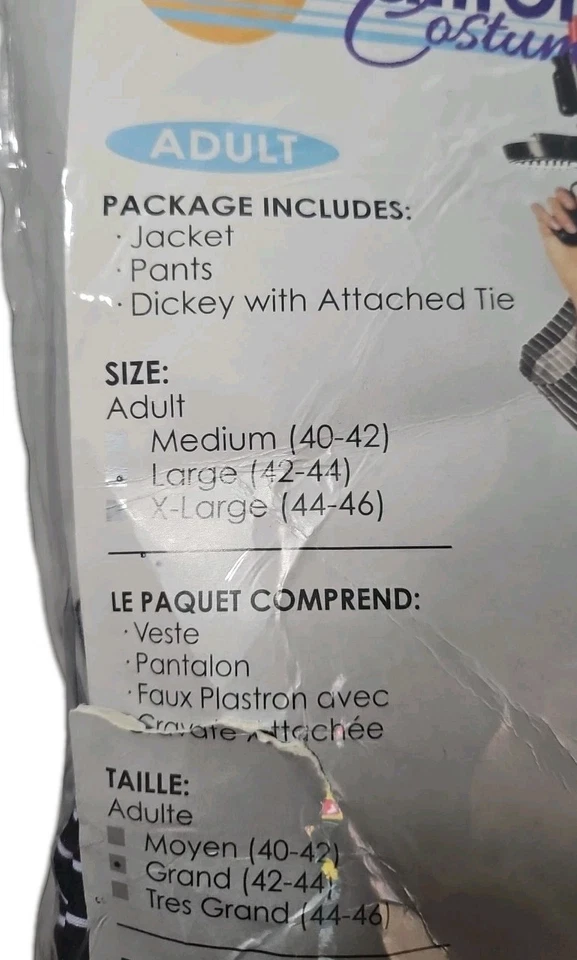 Costum
ADULT
PACKAGE INCLUDES:
· Jacket
· Pants
· Dickey with Attached Tie
SIZE:
Adult
Medium (40-42)
Large (42-44)
X-Large (44-46)
LE PAQUET COMPREND:
· Veste
· Pantalon
· Faux Plastron avec
Cravate Attachée
TAILLE:
Adulte
Moyen (40-42)
Grand (42-44)
Tres Grand (44-46)